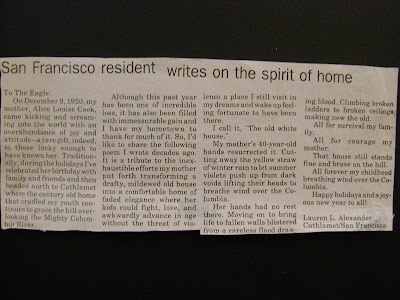 San Francisco resident writes on the spirit of home
To The Eagle:
On December 9, 1920, my
mother, Alice Louise Cook,
came kicking and scream-
ing into the world with an
overabundance of joy and
attitude--a rare gift, indeed,
to those lucky enough to
have known her. Tradition-
ally, during the holidays I've
celebrated her birthday with
family and friends and then
headed north to Cathlamet
where the century old home
that cradled my youth con-
tinues to grace the hill over-
looking the Mighty Colum-
bia River.
Although this past year
has been one of incredible
loss, it has also been filled
with immeasurable gain and
I have my hometown to
thank for much of it. So, I'd
like to share the following
poem I wrote decades ago.
It is a tribute to the inex-
haustible efforts my mother
put forth transforming a
drafty, mildewed old house
into a comfortable home of
faded elegance where her
kids could fight, love, and
awkwardly advance in age
without the threat of vio-
lence a place I still visit in
my dreams and wake up feel-
ing fortunate to have been
there.
I call it, 'The old white
house.'
My mother's 40-year-old
hands resurrected it. Cut-
ting away the yellow straw
of winter rain to let summer
violets push up from dark
voids lifting their heads to
breathe wind over the Co-
lumbia.
Her hands had no rest
there. Moving on to bring
life to fallen walls blistered
from a careless flood draw-
ing blood. Climbing broken
ladders to broken ceilings
making new the old.
All for survival my fam-
ily.
All for courage my
mother.
That house still stands
fine and brave on the hill.
All forever my childhood
breathing wind over the Co-
lumbia.
Happy holidays and a joy-
ous new year to all!
Lauren L. Alexander
Cathlamet/San Francisco